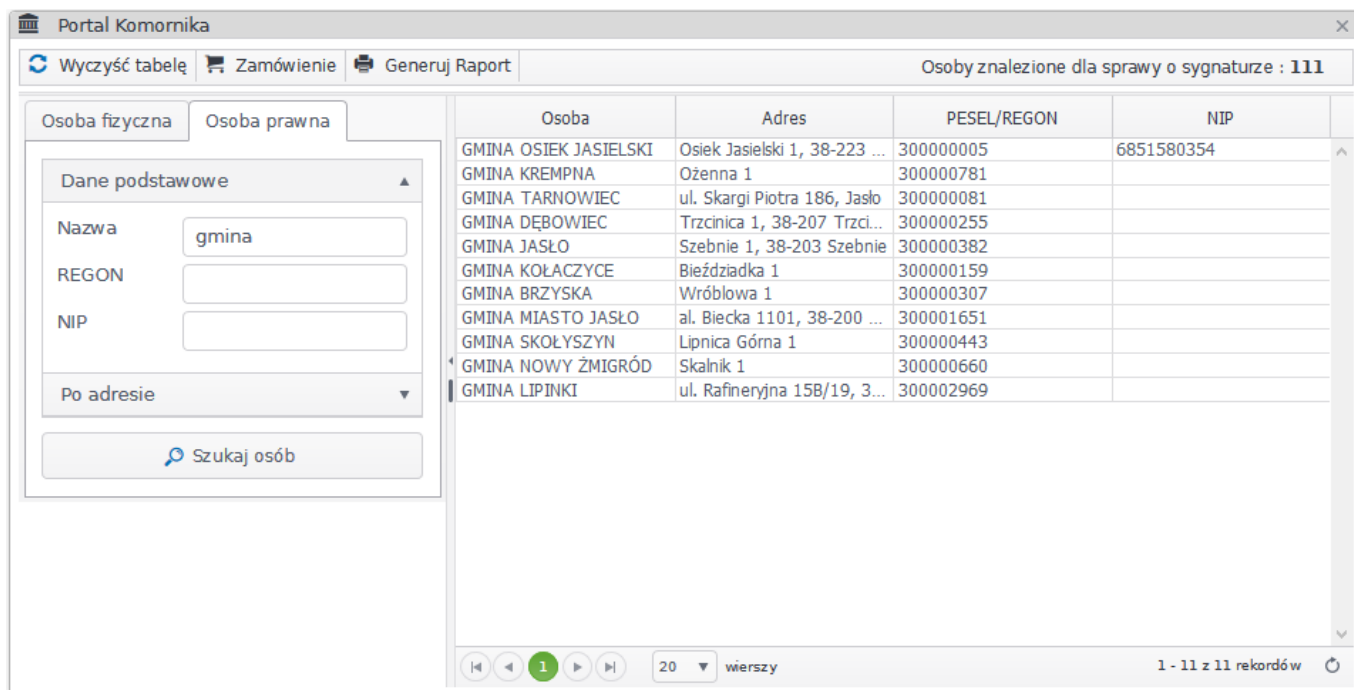 Portal Komornika
Wyczyść tabelę Zamówienie Generuj Raport Osoby znalezione dla sprawy o sygnaturze : 111
Osoba fizyczna Osoba prawna
Dane podstawowe
Nazwa gmina
REGON
NIP
Po adresie
Szukaj osób
Osoba Adres PESEL/REGON NIP
GMINA OSIEK JASIELSKI Osiek Jasielski 1, 38-223 ... 300000005 6851580354
GMINA KREMPNA Ożenna 1 300000781
GMINA TARNOWIEC ul. Skargi Piotra 186, Jasło 300000081
GMINA DĘBOWIEC Trzcinica 1, 38-207 Trzci... 300000255
GMINA JASŁO Szebnie 1, 38-203 Szebnie 300000382
GMINA KOŁACZYCE Bieździadka 1 300000159
GMINA BRZYSKA Wróblowa 1 300000307
GMINA MIASTO JASŁO al. Biecka 1101, 38-200 ... 300001651
GMINA SKOŁYSZYN Lipnica Górna 1 300000443
GMINA NOWY ŻMIGRÓD Skalnik 1 300000660
GMINA LIPINKI ul. Rafineryjna 15B/19, 3... 300002969
1 20 wierszy 1 - 11 z 11 rekordów